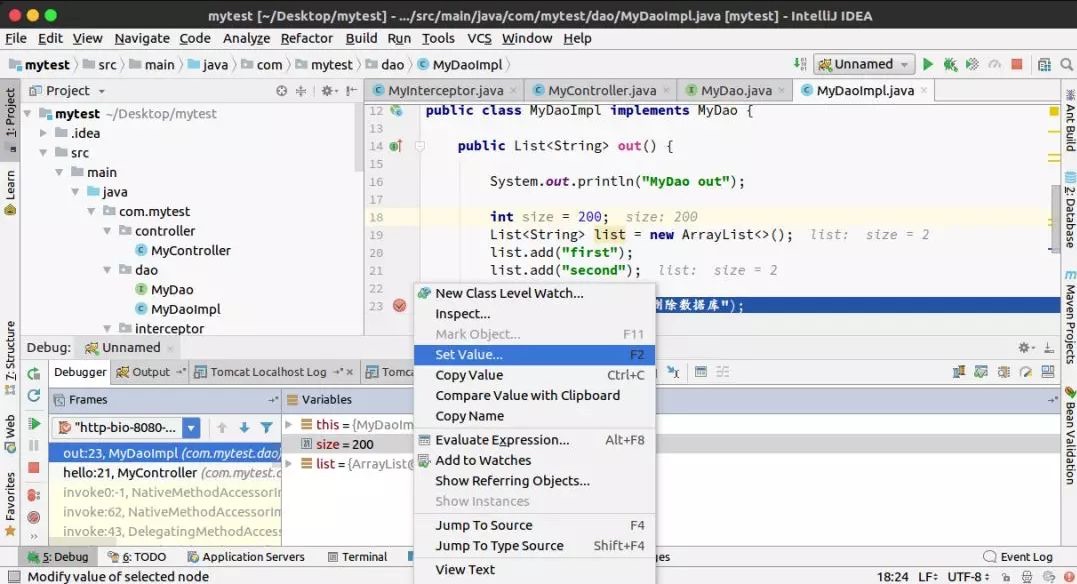 mytest [~/Desktop/mytest] - .../src/main/java/com/mytest/dao/MyDaoImpl.java [mytest] - IntelliJ IDEA
File Edit View Navigate Code Analyze Refactor Build Run Tools VCS Window Help
mytest src main java com mytest dao MyDaoImpl Unnamed
Project MyInterceptor.java MyController.java MyDao.java MyDaoImpl.java
1: Project
Learn
Z: Structure
Web
Favorites
mytest ~/Desktop/mytest
.idea
src
main
java
com.mytest
controller
MyController
dao
MyDao
MyDaoImpl
interceptor
12 public class MyDaoImpl implements MyDao {
13
14 public List<String> out() {
15
16 System.out.println("MyDao out");
17
18 int size = 200; size: 200
19 List<String> list = new ArrayList<>(); list: size = 2
20 list.add("first");
21 list.add("second"); list: size = 2
22
23 删除数据库");
Ant Build
2: Database
Maven Projects
Bean Validation
Debug: Unnamed
Debugger Output Tomcat Localhost Log Tomca
Frames
"http-bio-8080-...
out:23, MyDaoImpl (com.mytest.dao)
hello:21, MyController (com.mytest.c
invoke0:-1, NativeMethodAccessorIn
invoke:62, NativeMethodAccessorIm
invoke:43, DelegatingMethodAccess
Variables
this = {MyDaoIm
size = 200
list = {ArrayList@
New Class Level Watch...
Inspect...
Mark Object... F11
Set Value... F2
Copy Value Ctrl+C
Compare Value with Clipboard
Copy Name
Evaluate Expression... Alt+F8
Add to Watches
Show Referring Objects...
Show Instances
Jump To Source F4
Jump To Type Source Shift+F4
View Text
5: Debug 6: TODO Application Servers Terminal es Event Log
Modify value of selected node 18:24 LF UTF-8